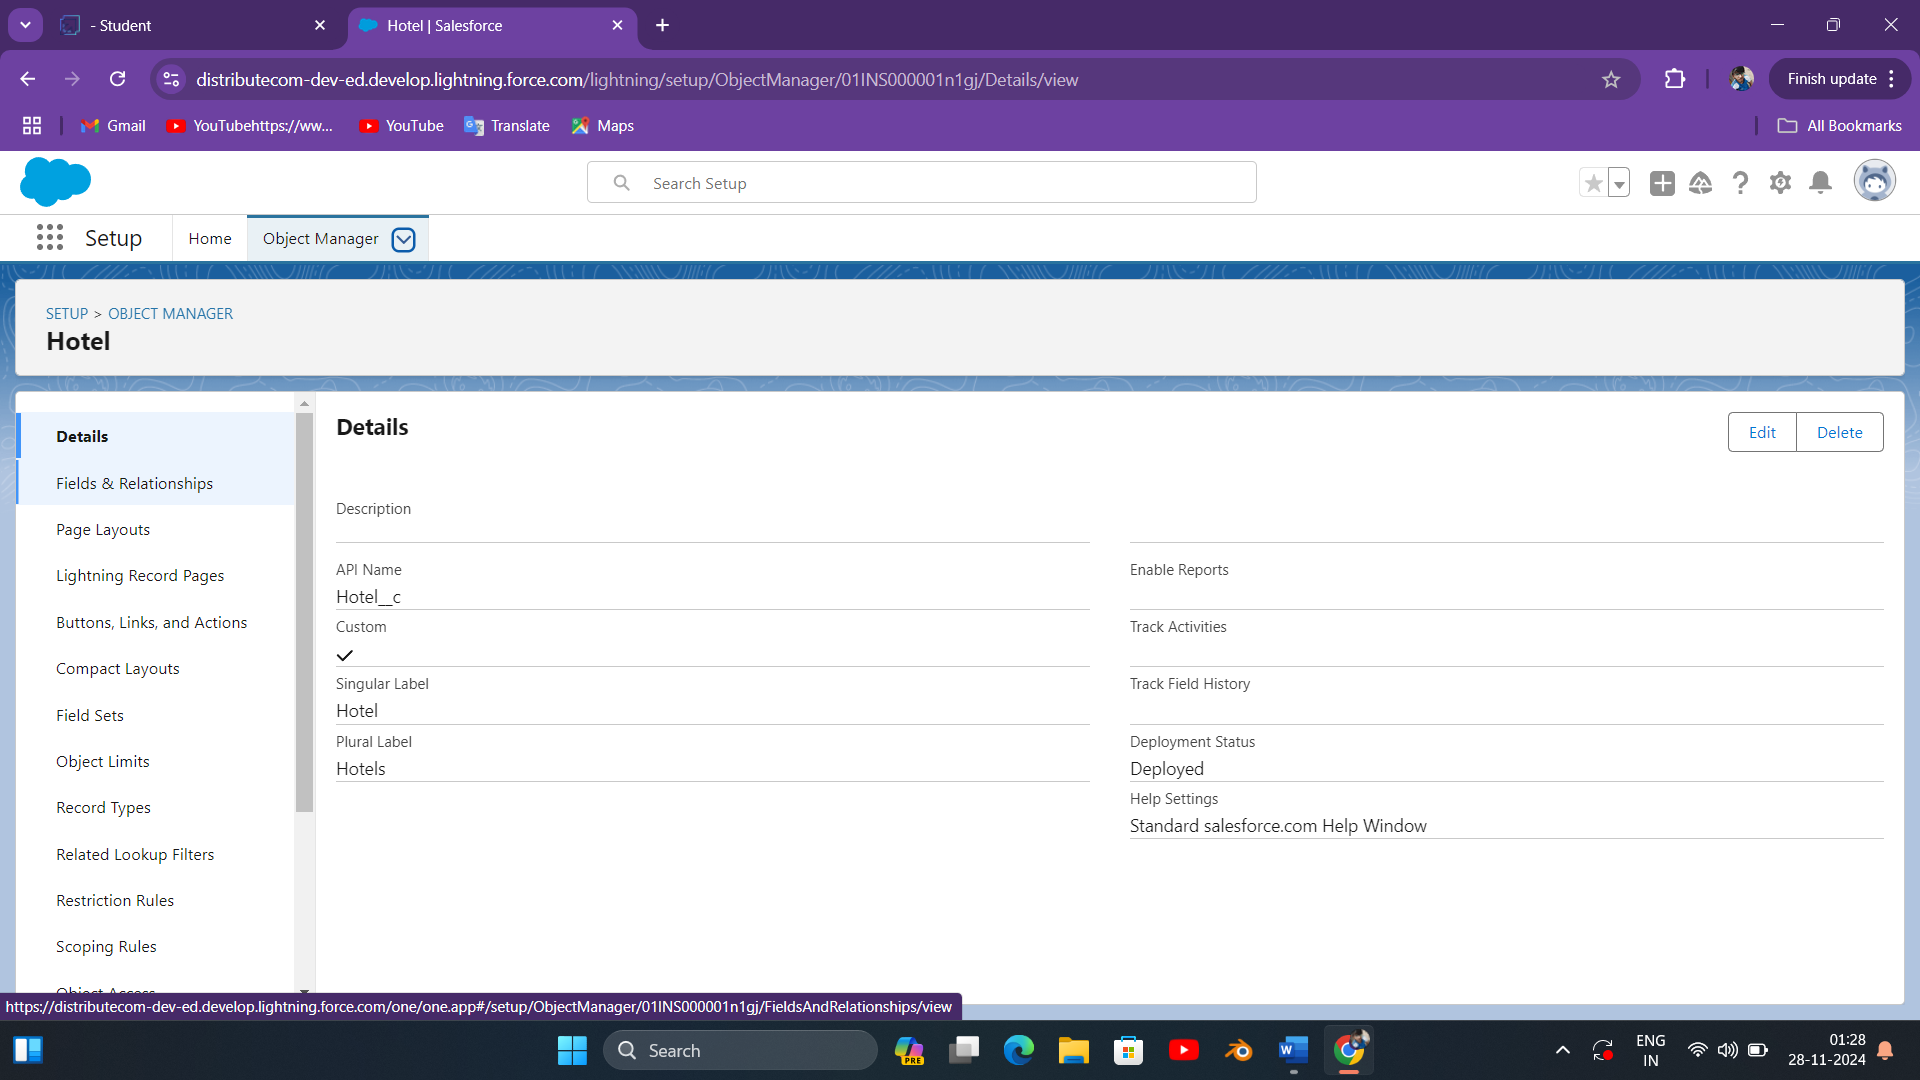 - Student
Hotel | Salesforce
distributecom-dev-ed.develop.lightning.force.com/lightning/setup/ObjectManager/01INS000001n1gj/Details/view
Finish update
Gmail
YouTubehttps://ww...
YouTube
Translate
Maps
All Bookmarks
Search Setup
Setup
Home
Object Manager
SETUP > OBJECT MANAGER
Hotel
Details
Fields & Relationships
Page Layouts
Lightning Record Pages
Buttons, Links, and Actions
Compact Layouts
Field Sets
Object Limits
Record Types
Related Lookup Filters
Restriction Rules
Scoping Rules
Object Access
Details
Edit
Delete
Description
API Name
Hotel__c
Custom
Singular Label
Hotel
Plural Label
Hotels
Enable Reports
Track Activities
Track Field History
Deployment Status
Deployed
Help Settings
Standard salesforce.com Help Window
https://distributecom-dev-ed.develop.lightning.force.com/one/one.app#/setup/ObjectManager/01INS000001n1gj/FieldsAndRelationships/view
Search
PRE
ENG
IN
01:28
28-11-2024